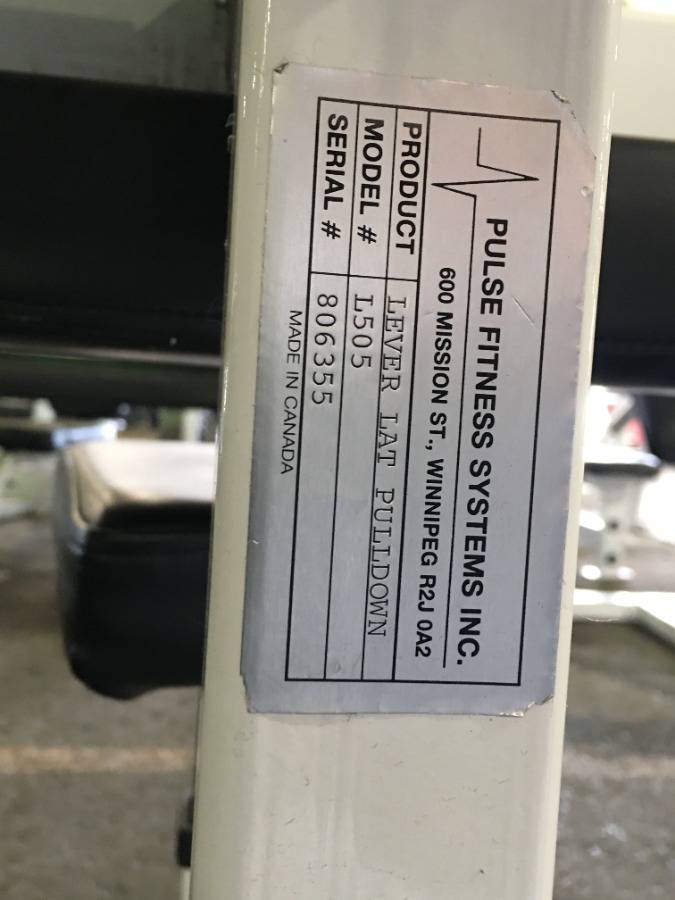 PULSE FITNESS SYSTEMS INC.
600 MISSION ST., WINNIPEG R2J 0A2
PRODUCT LEVER LAT PULLDOWN
MODEL # L505
SERIAL # 806355
MADE IN CANADA